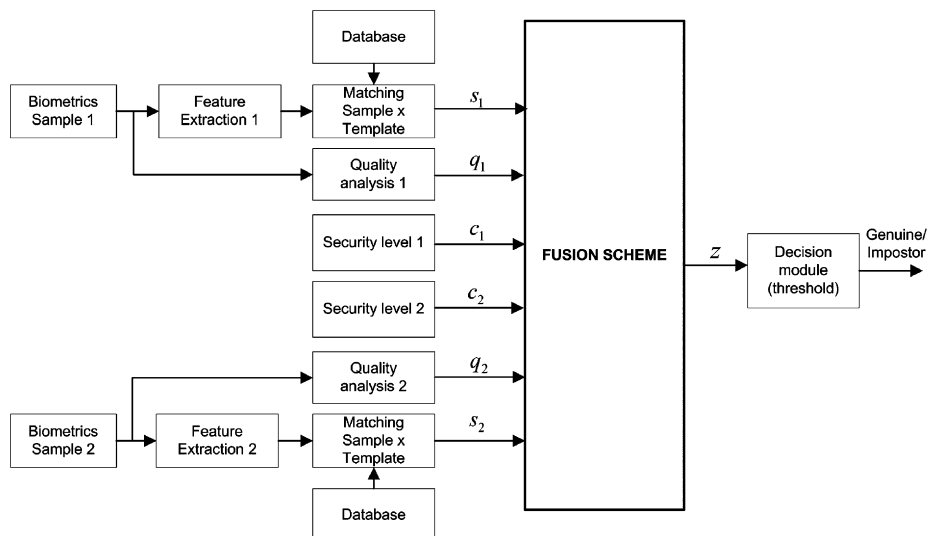 Database
Biometrics
Sample 1
Feature
Extraction 1
Matching
Sample x
Template
s1
Quality
analysis 1
q1
Security level 1
c1
FUSION SCHEME
z
Decision
module
(threshold)
Genuine/
Impostor
Security level 2
c2
Quality
analysis 2
q2
Biometrics
Sample 2
Feature
Extraction 2
Matching
Sample x
Template
s2
Database